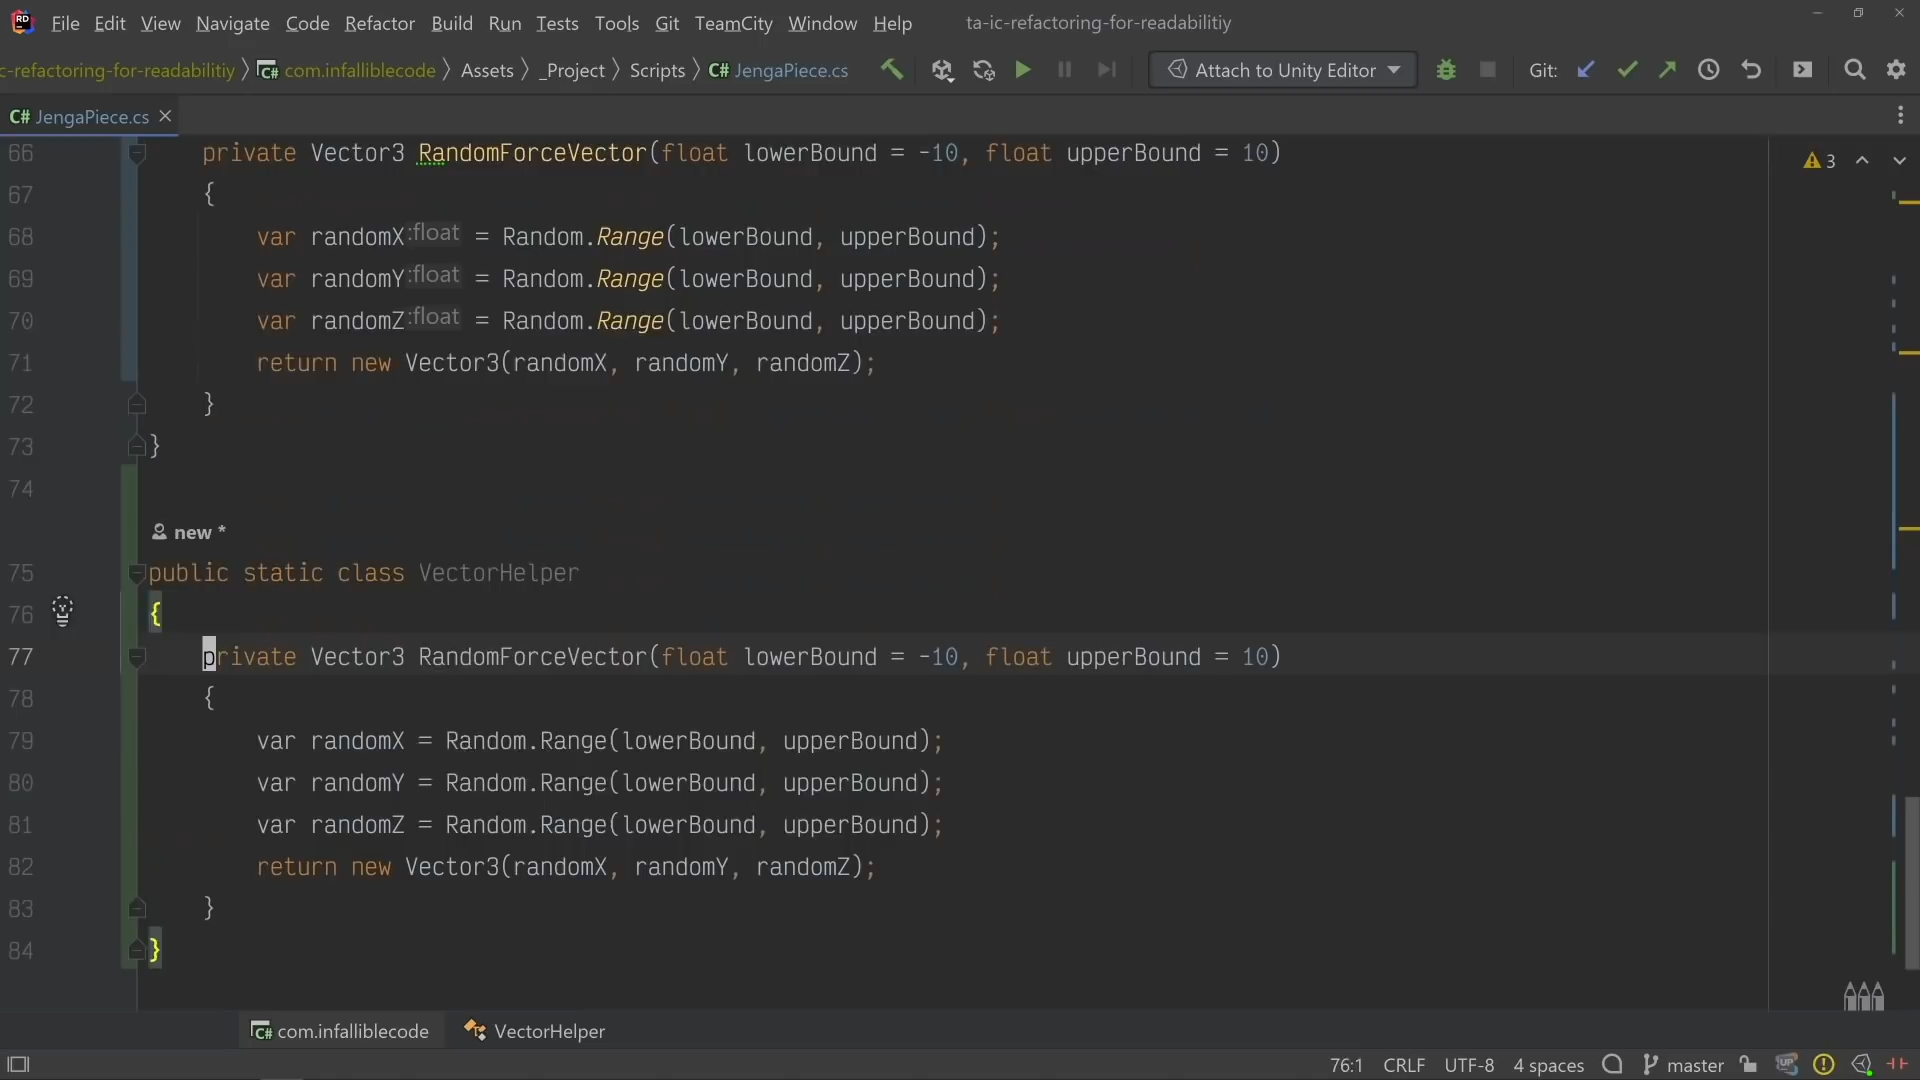 File Edit View Navigate Code Refactor Build Run Tests Tools Git TeamCity Window Help ta-ic-refactoring-for-readabilitiy
c-refactoring-for-readabilitiy com.infalliblecode Assets _Project Scripts C# JengaPiece.cs Attach to Unity Editor Git:
C# JengaPiece.cs
66 private Vector3 RandomForceVector(float lowerBound = -10, float upperBound = 10) 3
67 {
68 var randomX:float = Random.Range(lowerBound, upperBound);
69 var randomY:float = Random.Range(lowerBound, upperBound);
70 var randomZ:float = Random.Range(lowerBound, upperBound);
71 return new Vector3(randomX, randomY, randomZ);
72 }
73 }
74
new *
75 public static class VectorHelper
76 {
77 private Vector3 RandomForceVector(float lowerBound = -10, float upperBound = 10)
78 {
79 var randomX = Random.Range(lowerBound, upperBound);
80 var randomY = Random.Range(lowerBound, upperBound);
81 var randomZ = Random.Range(lowerBound, upperBound);
82 return new Vector3(randomX, randomY, randomZ);
83 }
84 }
C# com.infalliblecode VectorHelper
76:1 CRLF UTF-8 4 spaces master